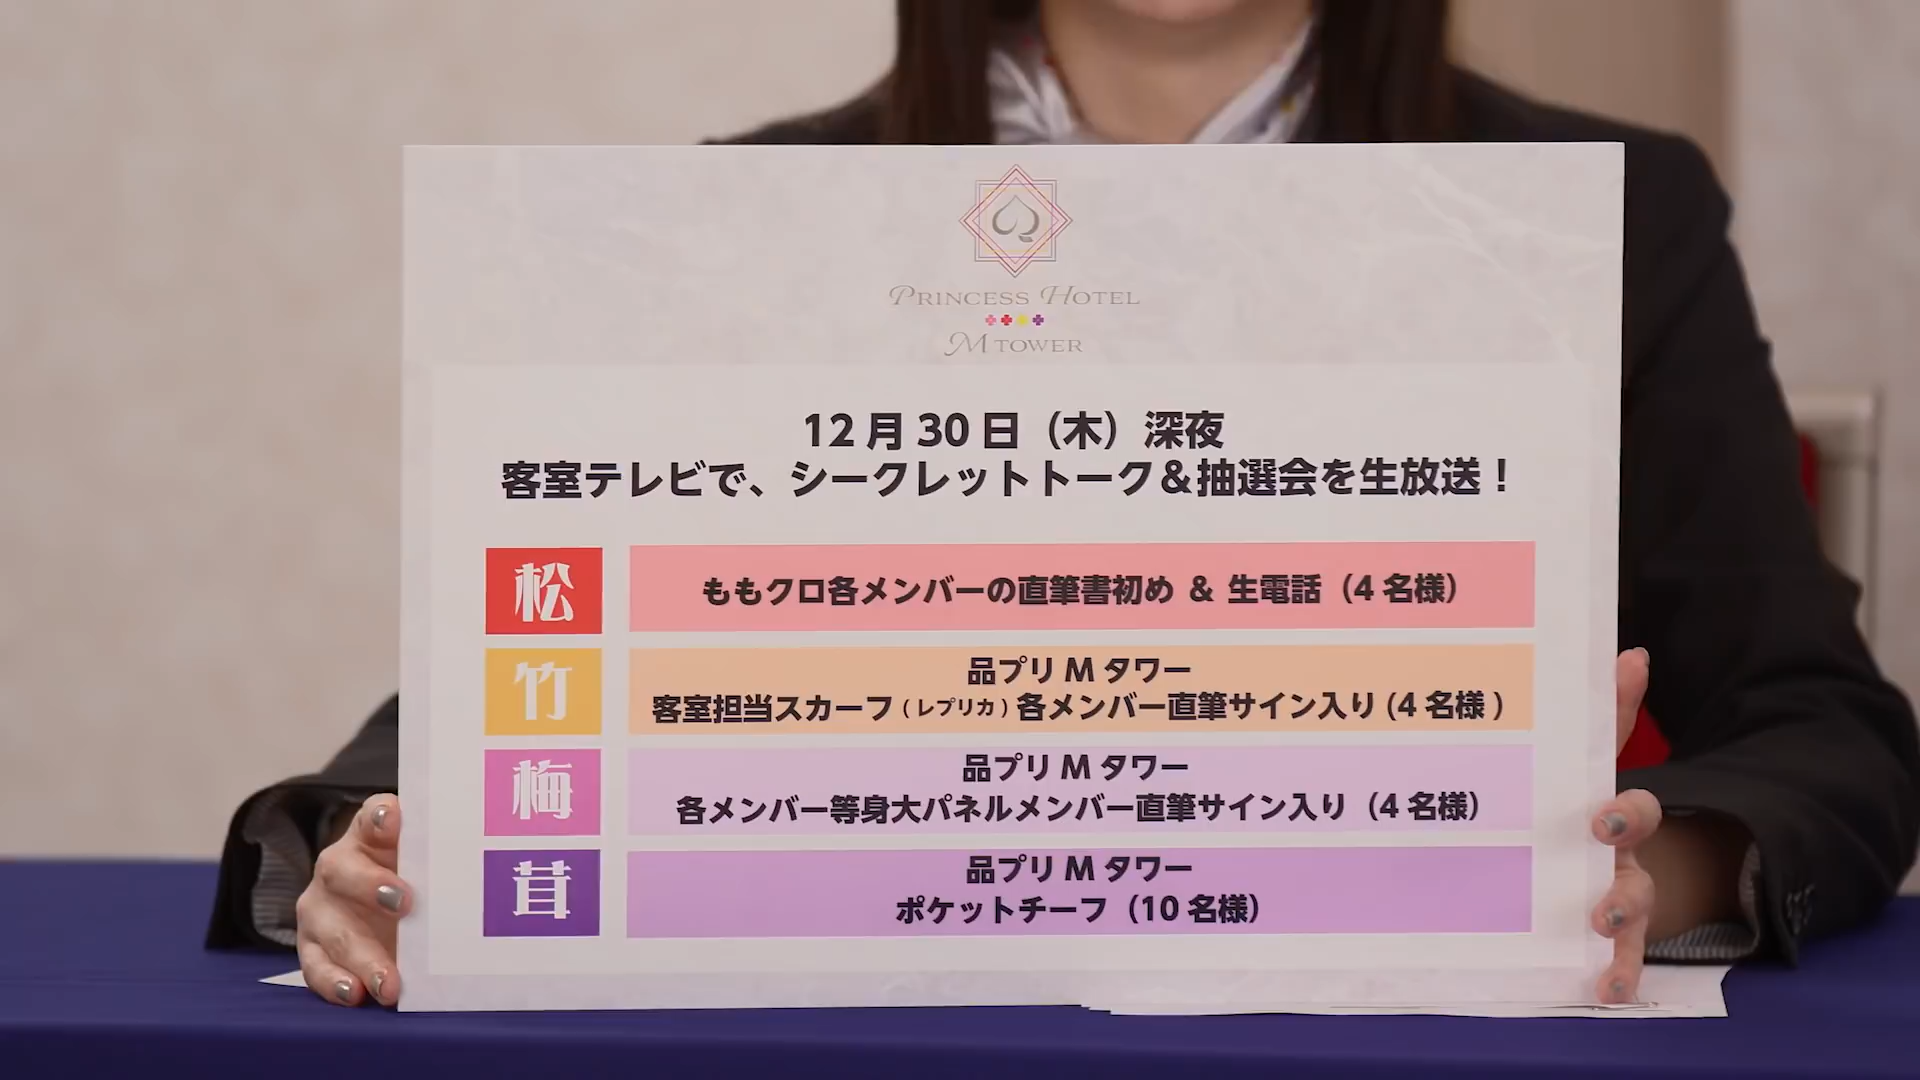 PRINCESS HOTEL
M TOWER
12月30日（木）深夜
客室テレビで、シークレットトーク＆抽選会を生放送！
松
ももクロ各メンバーの直筆書初め & 生電話（4名様）
竹
品プリMタワー
客室担当スカーフ(レプリカ)各メンバー直筆サイン入り(4名様)
梅
品プリMタワー
各メンバー等身大パネルメンバー直筆サイン入り（4名様）
茸
品プリMタワー
ポケットチーフ（10名様）